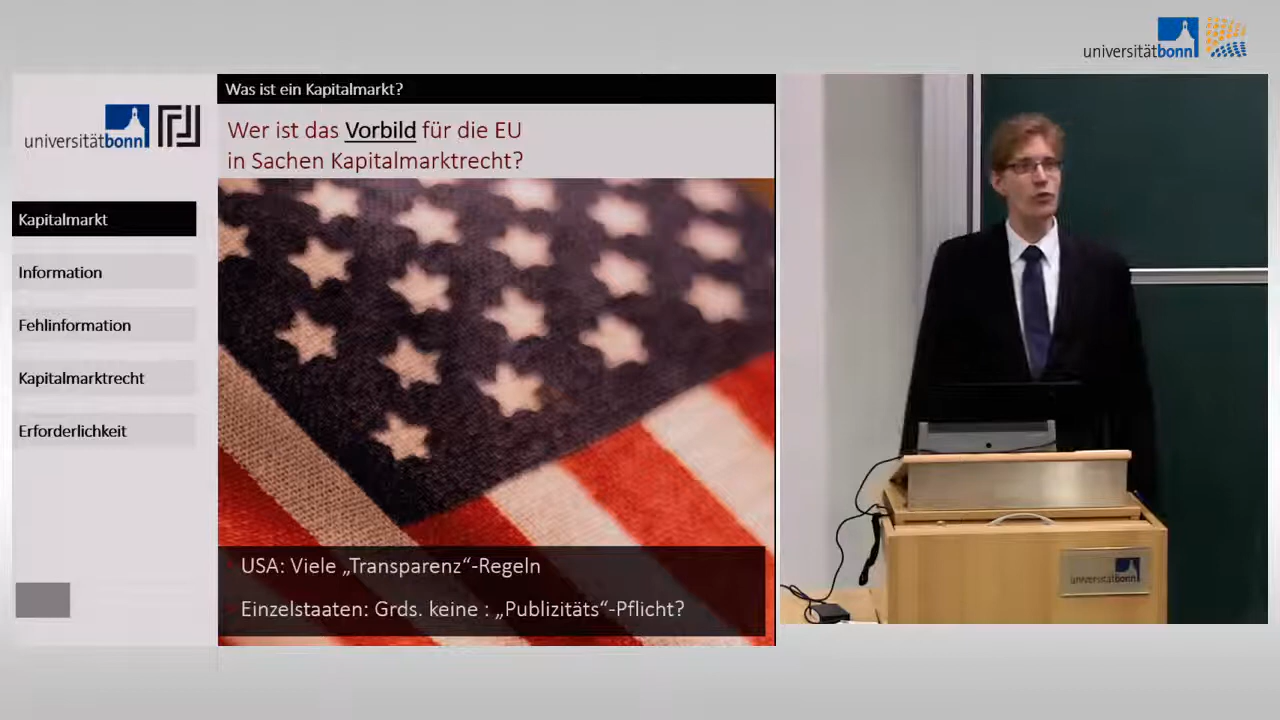 universitätbonn
universitätbonn
Was ist ein Kapitalmarkt?
Wer ist das Vorbild für die EU
in Sachen Kapitalmarktrecht?
Kapitalmarkt
Information
Fehlinformation
Kapitalmarktrecht
Erforderlichkeit
USA: Viele „Transparenz“-Regeln
Einzelstaaten: Grds. keine : „Publizitäts“-Pflicht?
universitätbonn